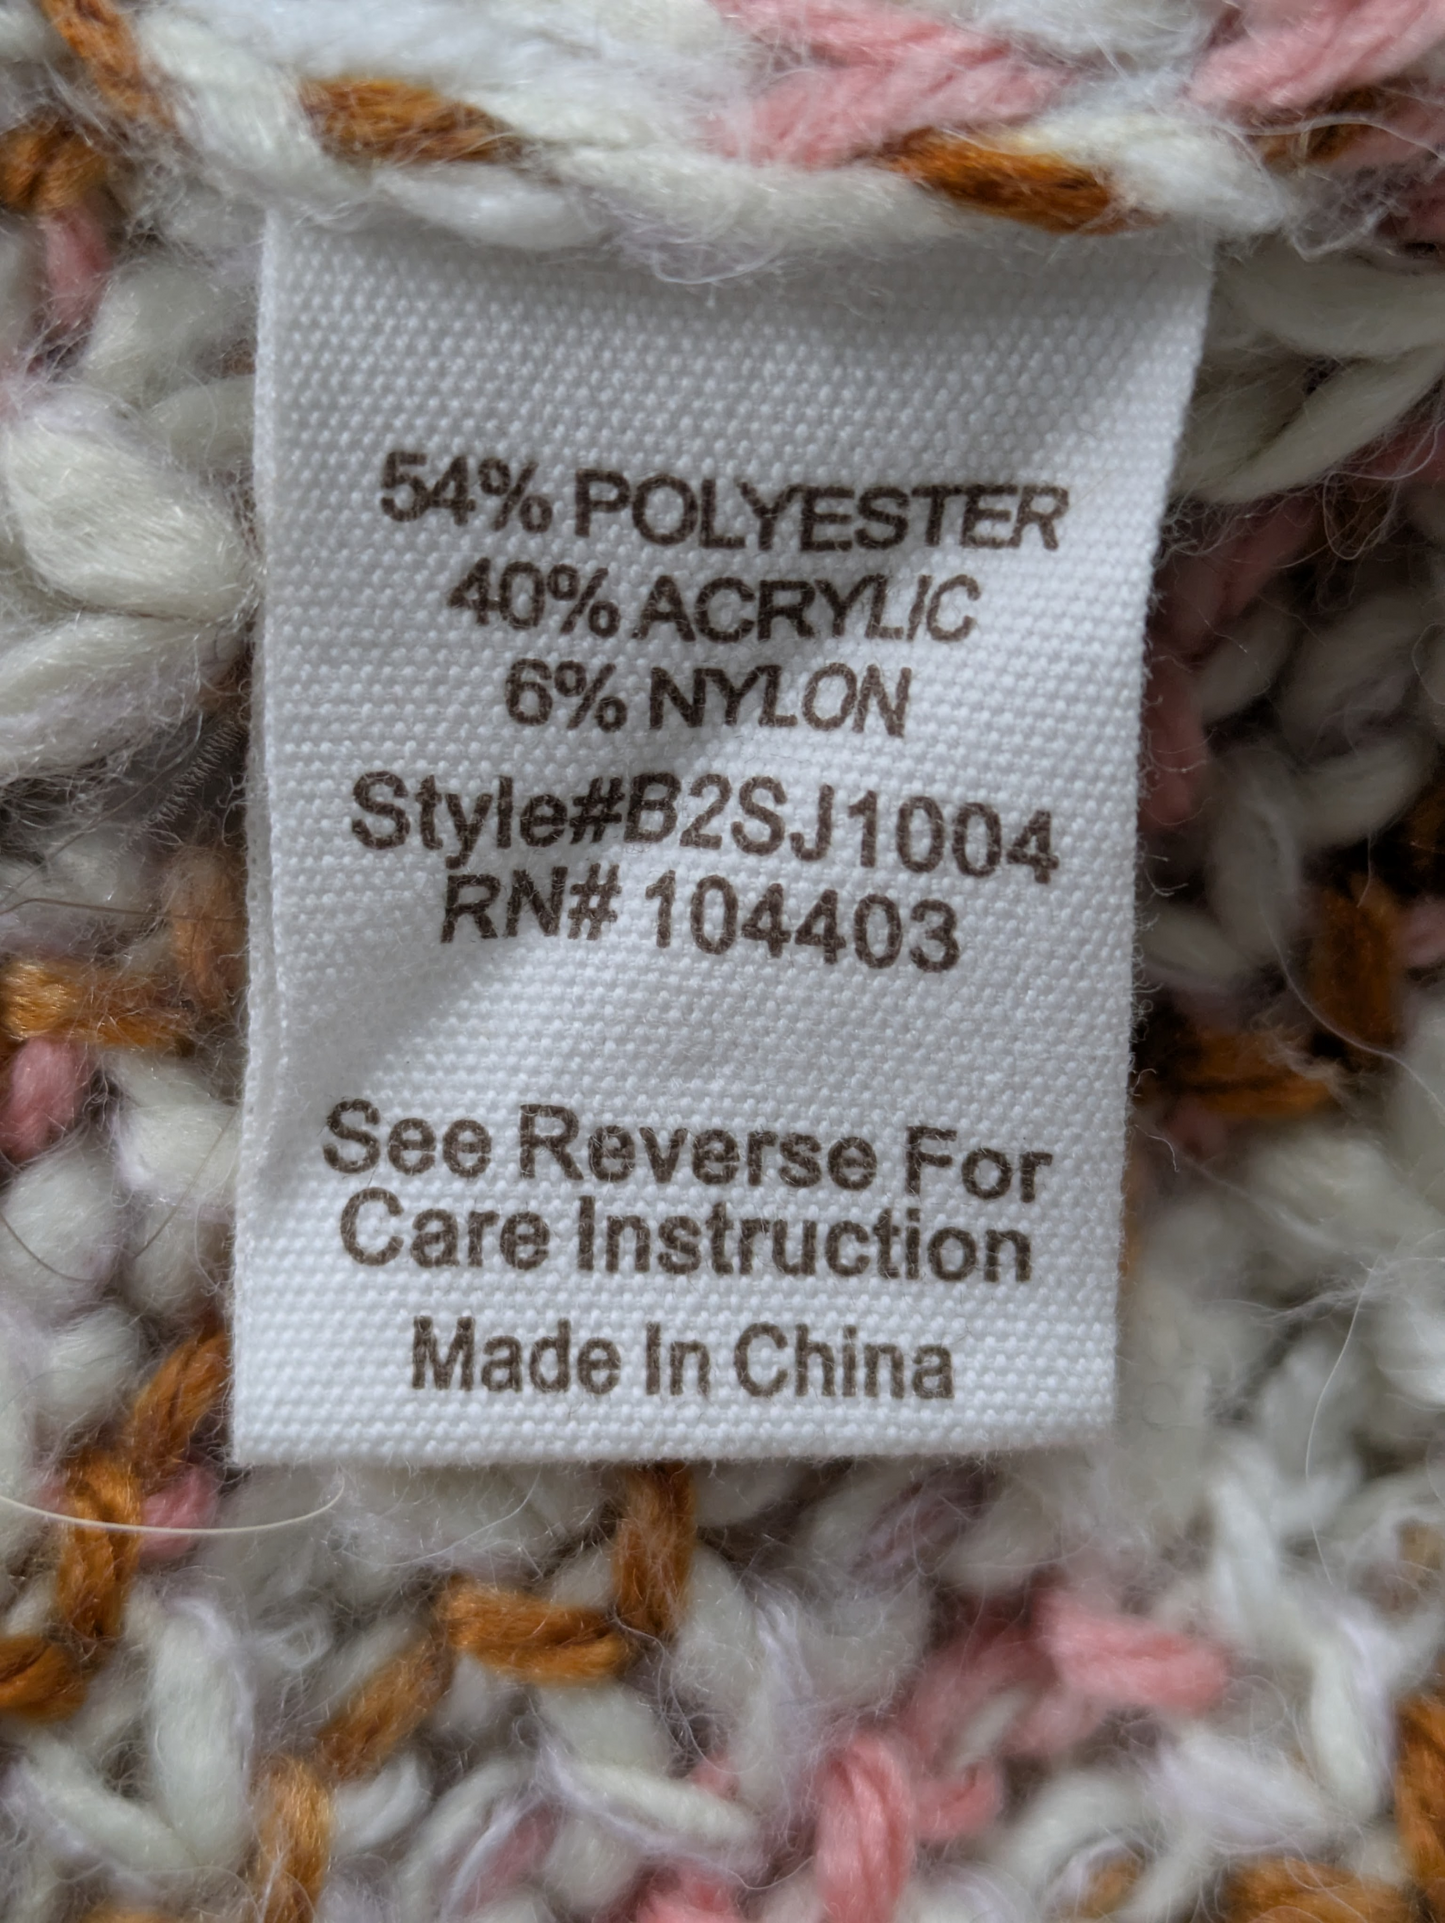 54% POLYESTER
40% ACRYLIC
6% NYLON
Style#B2SJ1004
RN# 104403
See Reverse For
Care Instruction
Made In China